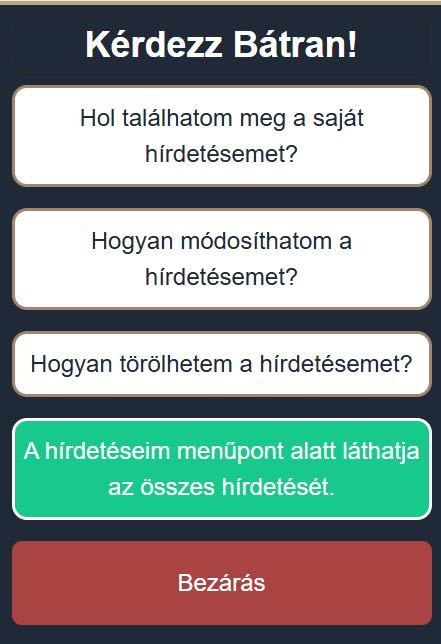 Kérdezz Bátran!
Hol találhatom meg a saját
hírdetésemet?
Hogyan módosíthatom a
hírdetésemet?
Hogyan törölhetem a hírdetésemet?
A hírdetéseim menűpont alatt láthatja
az összes hírdetését.
Bezárás